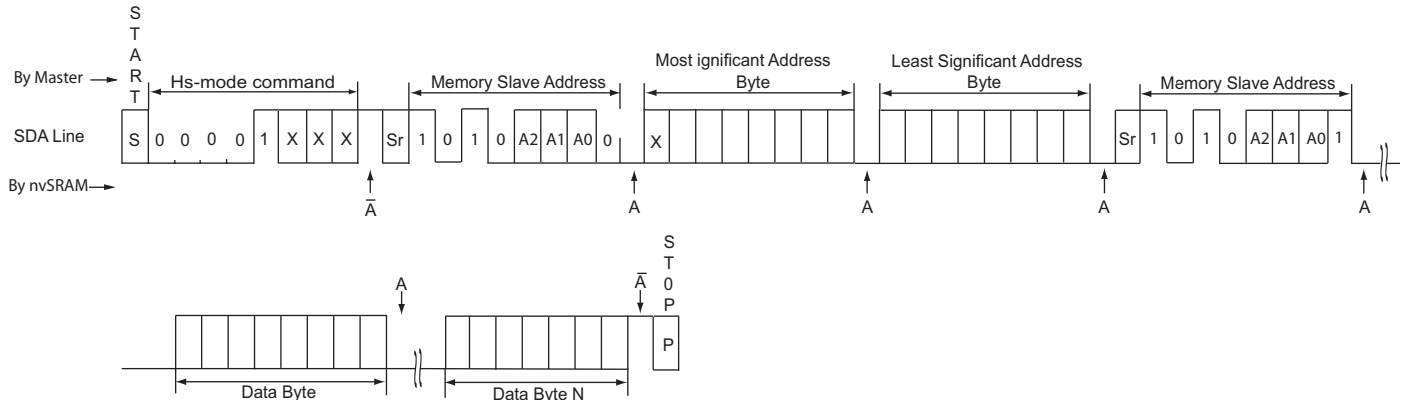 START
By Master
Hs-mode command
Memory Slave Address
Most ignificant Address
Byte
Least Significant Address
Byte
Memory Slave Address
SDA Line
S 0 0 0 0 1 X X X Sr 1 0 1 0 A2 A1 A0 0 X Sr 1 0 1 0 A2 A1 A0 1
By nvSRAM
A̅ A A A A
A A̅
ST0P
P
Data Byte
Data Byte N